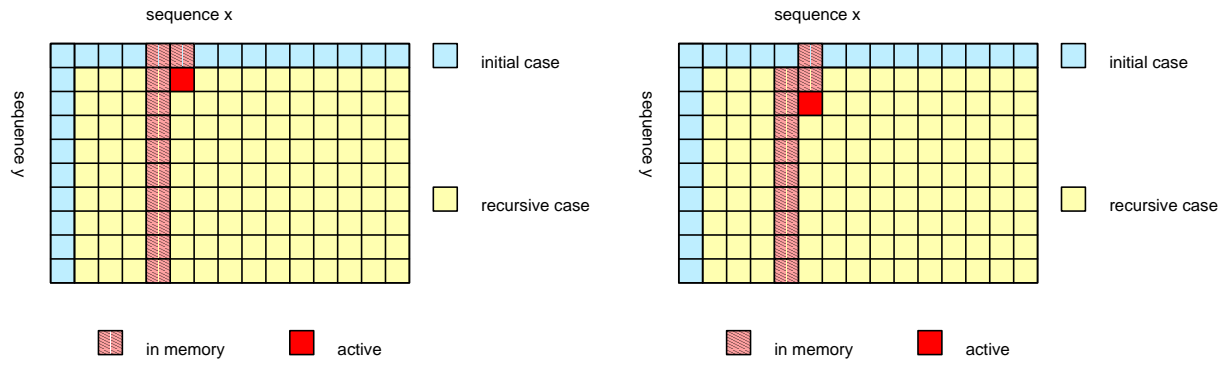 sequence x
sequence y
initial case
recursive case
in memory
active
sequence x
sequence y
initial case
recursive case
in memory
active